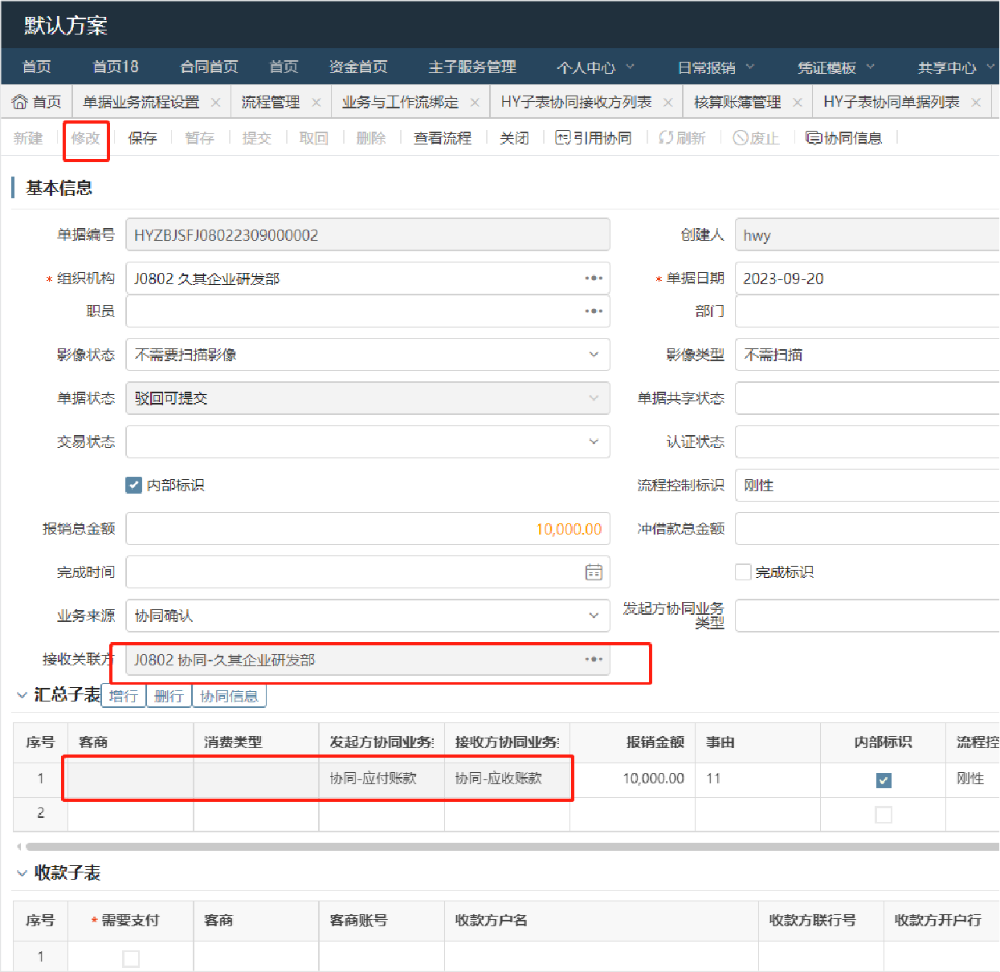 默认方案
首页 首页18 合同首页 首页 资金首页 主子服务管理 个人中心 日常报销 凭证模板 共享中心
首页 单据业务流程设置 流程管理 业务与工作流绑定 HY子表协同接收方列表 核算账簿管理 HY子表协同单据列表
新建 修改 保存 暂存 提交 取回 删除 查看流程 关闭 引用协同 刷新 废止 协同信息
基本信息
单据编号 HYZBJSFJ08022309000002 创建人 hwy
* 组织机构 J0802 久其企业研发部 * 单据日期 2023-09-20
职员 部门
影像状态 不需要扫描影像 影像类型 不需扫描
单据状态 驳回可提交 单据共享状态
交易状态 认证状态
内部标识 流程控制标识 刚性
报销总金额 10,000.00 冲借款总金额
完成时间 完成标识
业务来源 协同确认 发起方协同业务
类型
接收关联方 J0802 协同-久其企业研发部
汇总子表 增行 删行 协同信息
序号 客商 消费类型 发起方协同业务 接收方协同业务 报销金额 事由 内部标识 流程控
1 协同-应付账款 协同-应收账款 10,000.00 11 刚性
2
收款子表
序号 * 需要支付 客商 客商账号 收款方户名 收款方联行号 收款方开户行
1